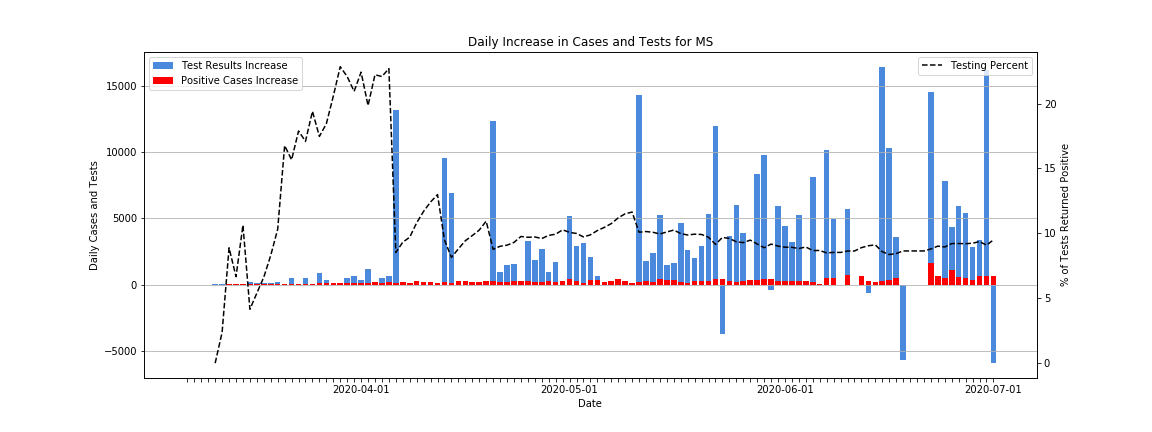 Daily Increase in Cases and Tests for MS
Test Results Increase
Positive Cases Increase
Testing Percent
15000
10000
5000
0
−5000
Daily Cases and Tests
20
15
10
5
0
% of Tests Returned Positive
2020-04-01
2020-05-01
2020-06-01
2020-07-01
Date